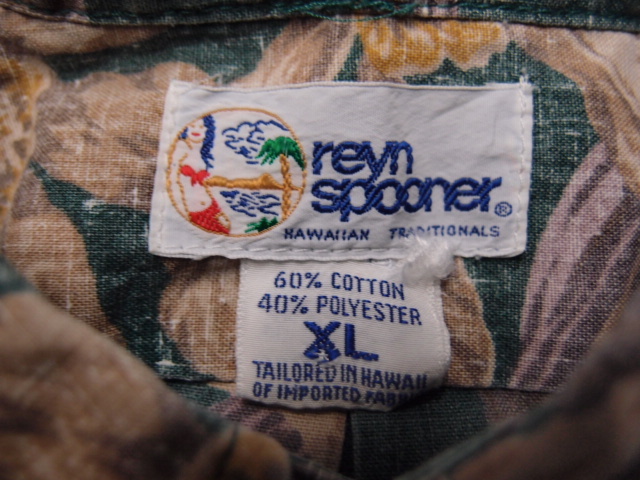 reyn
spooner®
HAWAIIAN TRADITIONALS
60% COTTON
40% POLYESTER
XL
TAILORED IN HAWAII
OF IMPORTED FABRIC